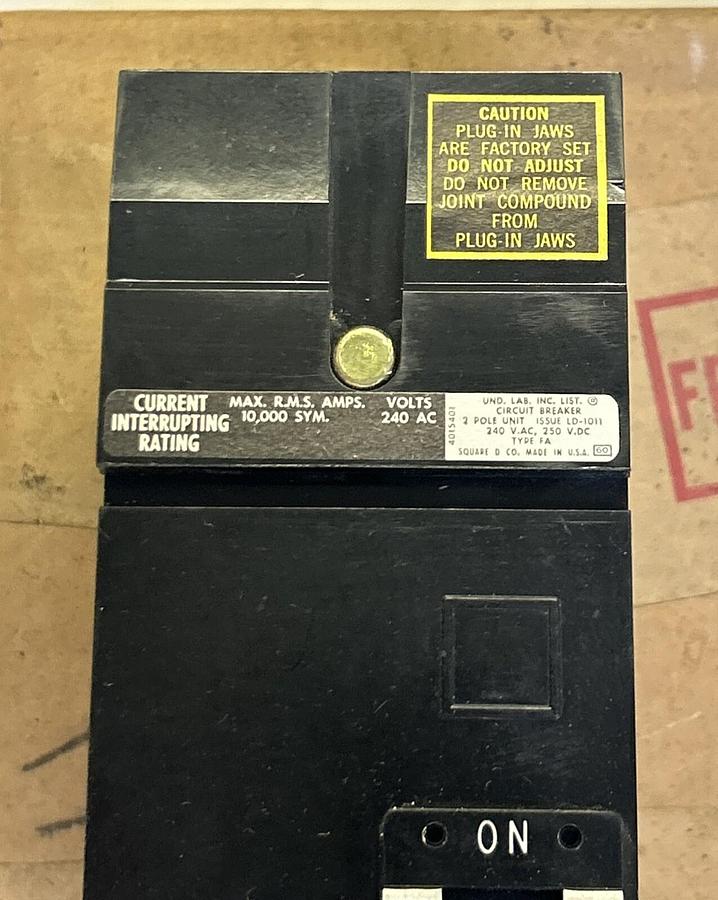 CAUTION
PLUG-IN JAWS
ARE FACTORY SET
DO NOT ADJUST
DO NOT REMOVE
JOINT COMPOUND
FROM
PLUG-IN JAWS
CURRENT
INTERRUPTING
RATING
MAX. R.M.S. AMPS. VOLTS
10,000 SYM. 240 AC
4015401
UND. LAB. INC. LIST. ®
CIRCUIT BREAKER
2 POLE UNIT ISSUE LD-1011
240 V.AC, 250 V.DC
TYPE FA
SQUARE D CO. MADE IN U.S.A. 60
ON